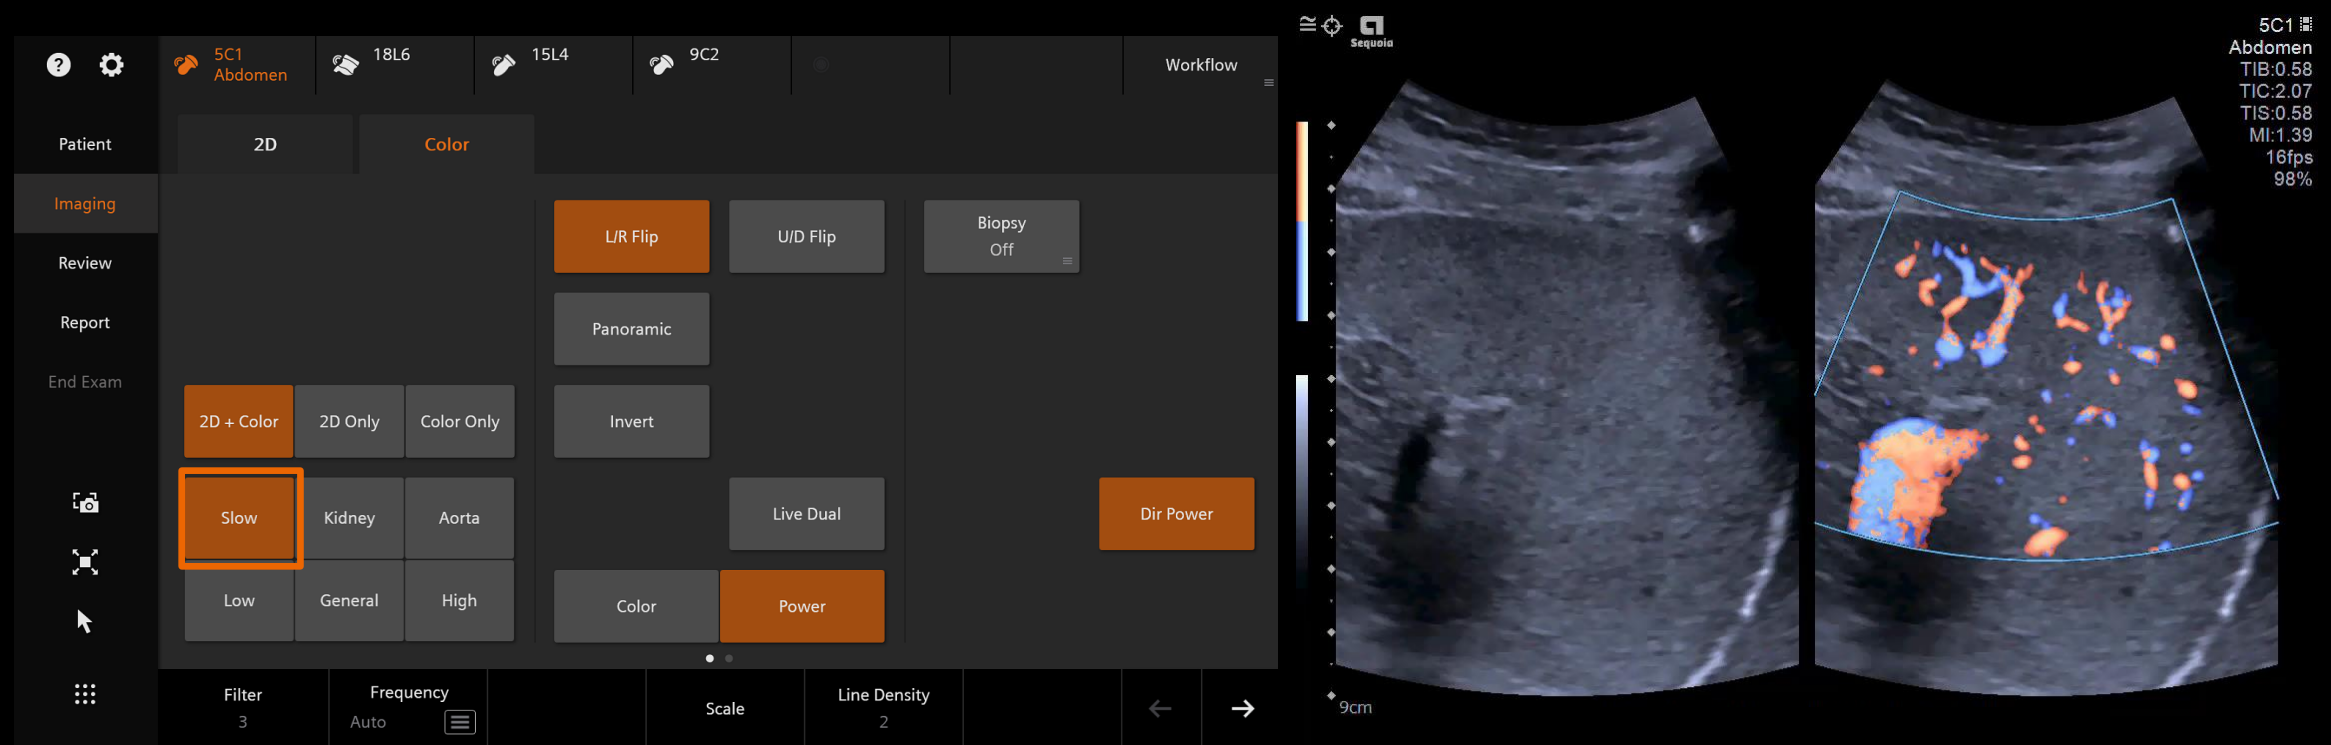 5C1
Abdomen
18L6
15L4
9C2
Workflow
Patient
Imaging
Review
Report
End Exam
2D
Color
L/R Flip
U/D Flip
Biopsy
Off
Panoramic
2D + Color
2D Only
Color Only
Invert
Slow
Kidney
Aorta
Live Dual
Dir Power
Low
General
High
Color
Power
Filter
3
Frequency
Auto
Scale
Line Density
2
Sequoia
5C1
Abdomen
TIB:0.58
TIC:2.07
TIS:0.58
MI:1.39
16fps
98%
9cm